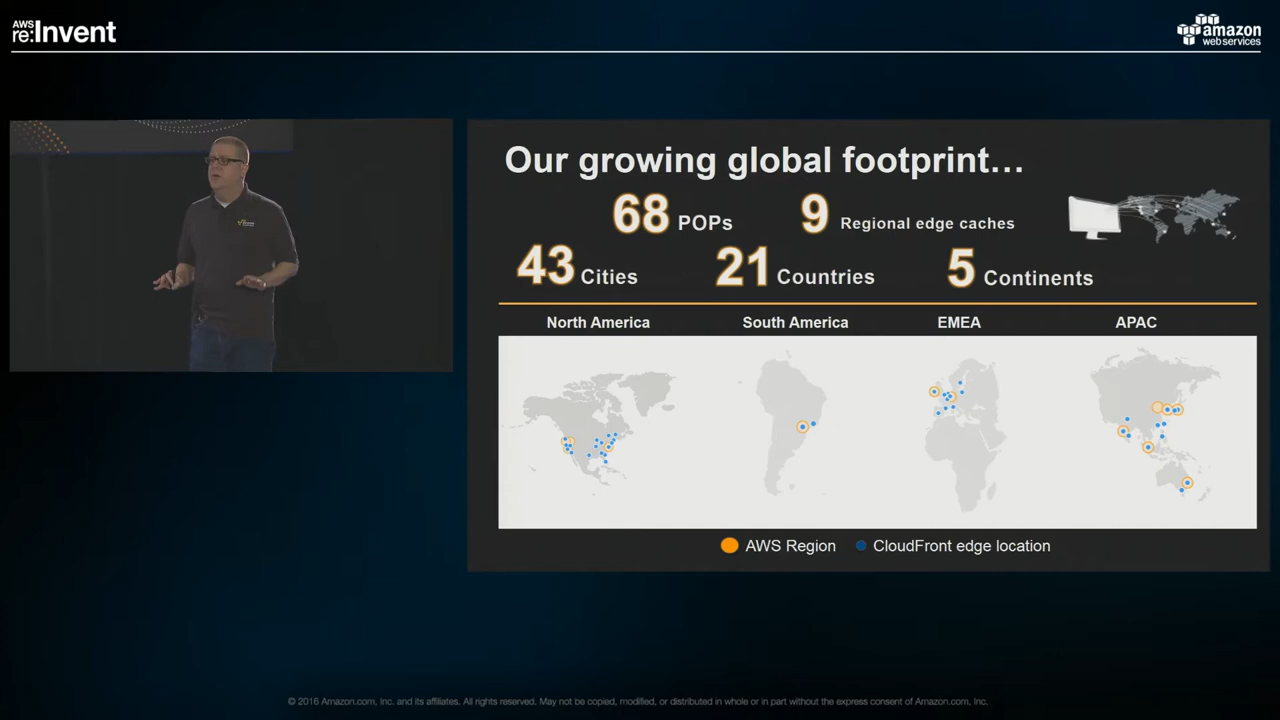 AWS
re:Invent
amazon
webservices
Our growing global footprint...
68 POPs 9 Regional edge caches
43 Cities 21 Countries 5 Continents
North America South America EMEA APAC
AWS Region CloudFront edge location
© 2016 Amazon.com, Inc. and its affiliates. All rights reserved. May not be copied, modified, or distributed in whole or in part without the express consent of Amazon.com, Inc.